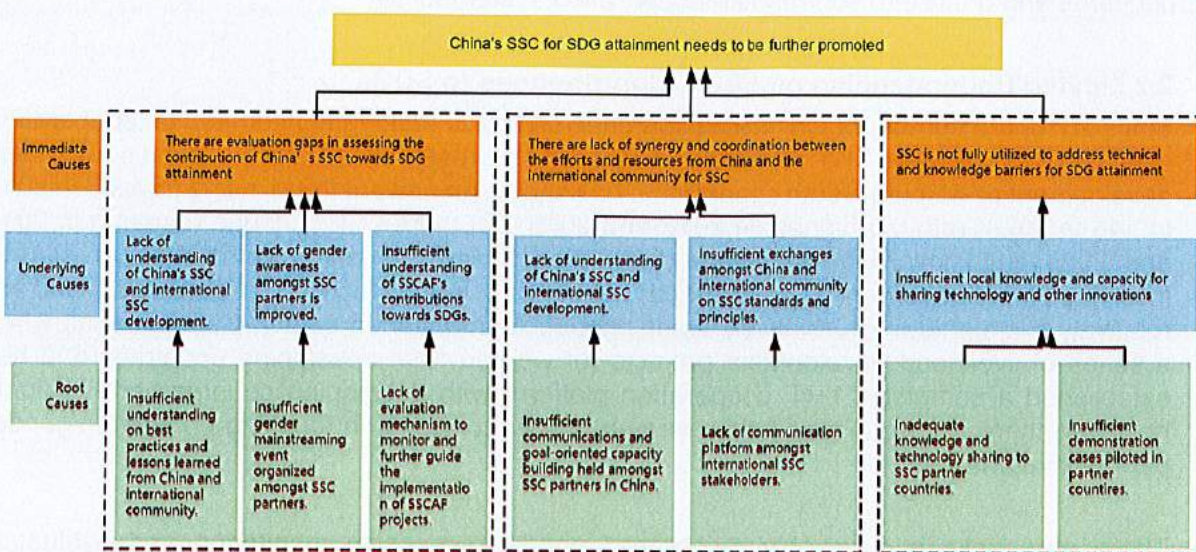 China's SSC for SDG attainment needs to be further promoted
Immediate
Causes
There are evaluation gaps in assessing the
contribution of China's SSC towards SDG
attainment
There are lack of synergy and coordination between
the efforts and resources from China and the
international community for SSC
SSC is not fully utilized to address technical
and knowledge barriers for SDG attainment
Underlying
Causes
Lack of
understanding
of China's SSC
and international
SSC
development.
Lack of gender
awareness
amongst SSC
partners is
improved.
Insufficient
understanding
of SSCAF's
contributions
towards SDGs.
Lack of understanding
of China's SSC and
international SSC
development.
Insufficient exchanges
amongst China and
international community
on SSC standards and
principles.
Insufficient local knowledge and capacity for
sharing technology and other innovations
Root
Causes
Insufficient
understanding
on best
practices and
lessons learned
from China and
international
community.
Insufficient
gender
mainstreaming
event
organized
amongst SSC
partners.
Lack of
evaluation
mechanism to
monitor and
further guide
the
implementatio
n of SSCAF
projects.
Insufficient
communications and
goal-oriented capacity
building held amongst
SSC partners in China.
Lack of communication
platform amongst
international SSC
stakeholders.
Inadequate
knowledge and
technology sharing to
SSC partner
countries.
Insufficient
demonstration
cases piloted in
partner
countires.